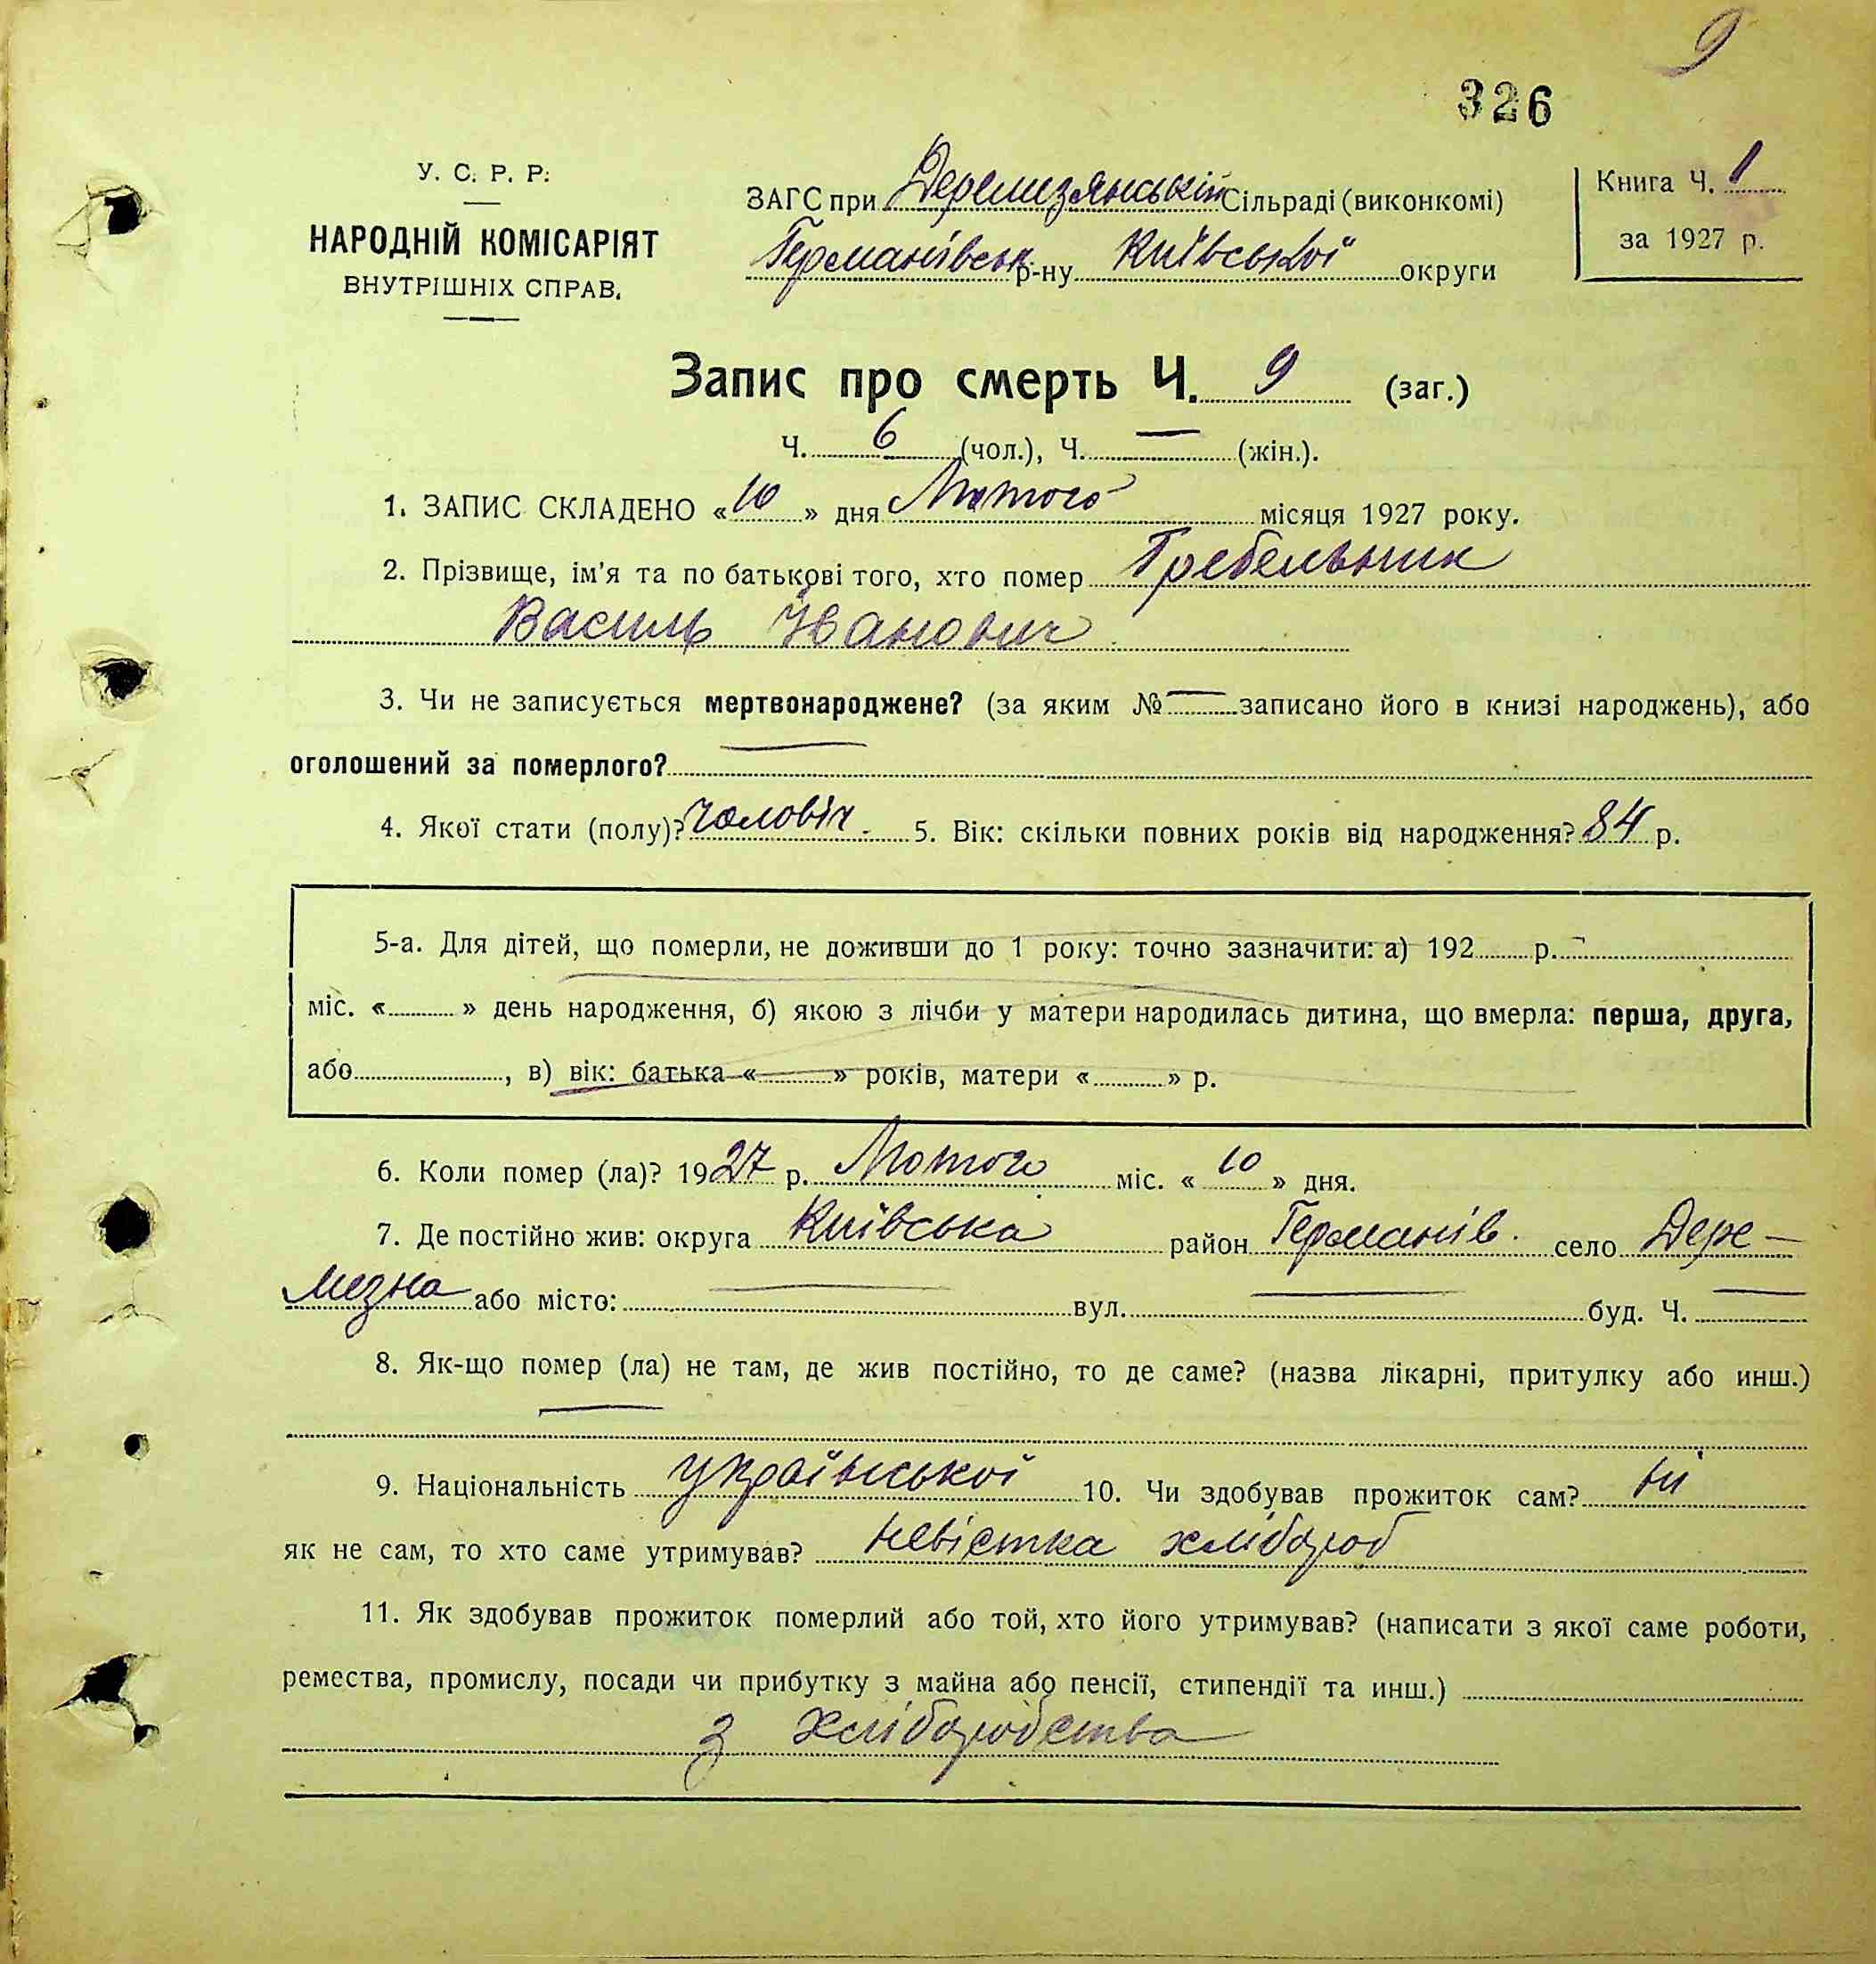 9
326
У. С. Р. Р.
НАРОДНІЙ КОМІСАРІЯТ
ВНУТРІШНІХ СПРАВ.
ЗАГС при Деремезянській Сільраді (виконкомі)
Германівськ р-ну Київської округи
Книга Ч. 1
за 1927 р.
Запис про смерть Ч. 9 (заг.)
Ч. 6 (чол.), Ч. — (жін.).
1. ЗАПИС СКЛАДЕНО «10» дня Лютого місяця 1927 року.
2. Прізвище, ім'я та по батькові того, хто помер Гребельник
Василь Іванович
3. Чи не записується мертвонароджене? (за яким № — записано його в книзі народжень), або
оголошений за померлого?
4. Якої стати (полу)? Чоловіч. 5. Вік: скільки повних років від народження? 84 р.
5-а. Для дітей, що померли, не доживши до 1 року: точно зазначити: а) 192 р.
міс. « » день народження, б) якою з лічби у матери народилась дитина, що вмерла: перша, друга,
або , в) вік: батька « » років, матери « » р.
6. Коли помер (ла)? 1927 р. Лютого міс. «10» дня.
7. Де постійно жив: округа Київська район Германів. село Дере-
мезна або місто: — вул. — буд. Ч. —
8. Як-що помер (ла) не там, де жив постійно, то де саме? (назва лікарні, притулку або инш.)
—
9. Національність української 10. Чи здобував прожиток сам? ні
як не сам, то хто саме утримував? невістка хлібороб
11. Як здобував прожиток померлий або той, хто його утримував? (написати з якої саме роботи,
ремества, промислу, посади чи прибутку з майна або пенсії, стипендії та инш.)
з хліборобства